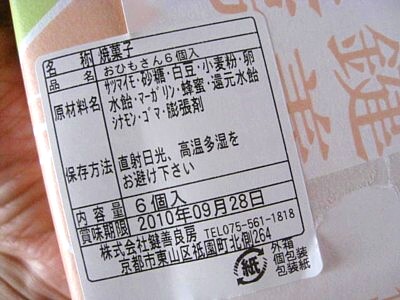 名 称 焼菓子
品 名 おひもさん6個入
原材料名 サツマイモ・砂糖・白豆・小麦粉・卵
水飴・マーガリン・蜂蜜・還元水飴
シナモン・ゴマ・膨張剤
保存方法 直射日光、高温多湿を
お避け下さい
内容量 6個入
賞味期限 2010年09月28日
株式会社鍵善良房 TEL075-561-1818
京都市東山区祇園町北側264
紙
外箱
個包装
包装紙
鍵善